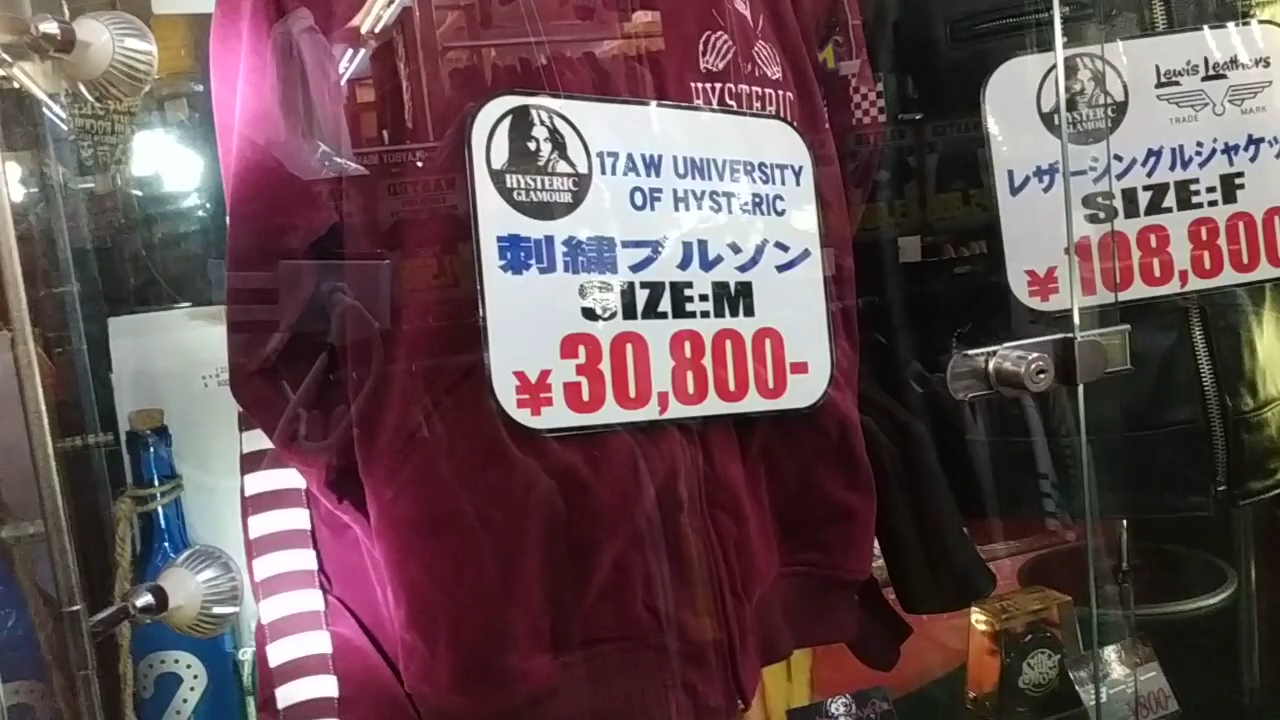 HYSTERIC
HYSTERIC
GLAMOUR
17AW UNIVERSITY
OF HYSTERIC
刺繍ブルゾン
SIZE:M
¥30,800-
HYSTERIC
GLAMOUR
Lewis Leathers
TRADE MARK
レザーシングルジャケッ
SIZE:F
¥108,800